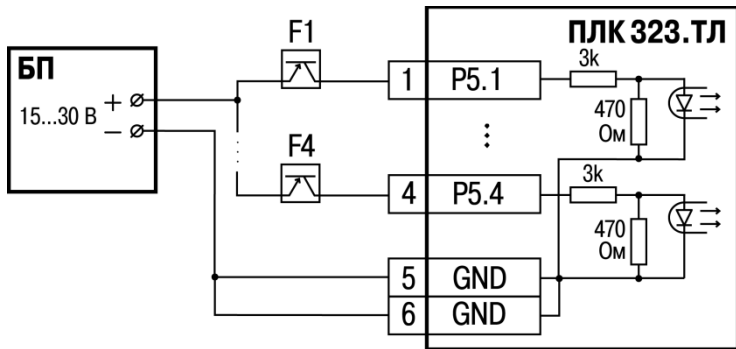 ПЛК 323.ТЛ
БП
15...30 В
+
–
F1
1
P5.1
3k
470
Ом
F4
4
P5.4
3k
470
Ом
5
GND
6
GND